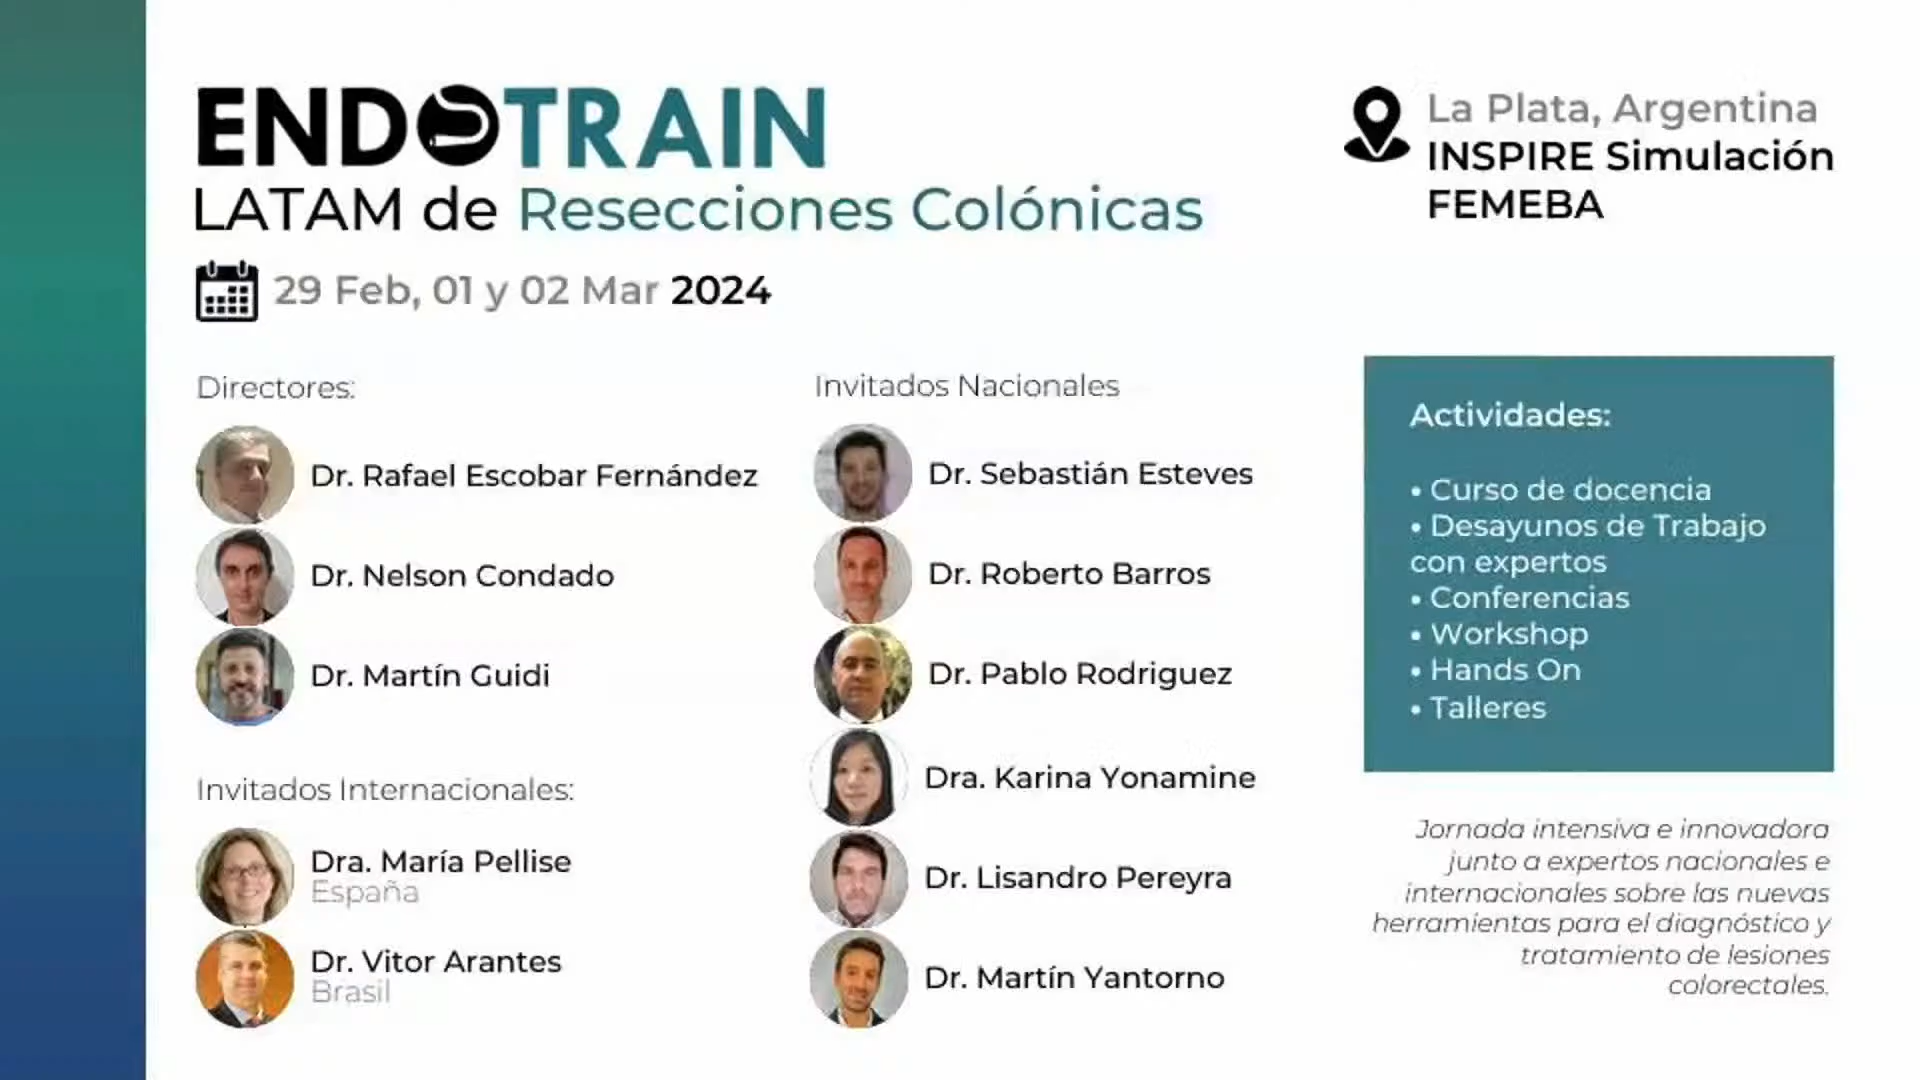 ENDOTRAIN
LATAM de Resecciones Colónicas
29 Feb, 01 y 02 Mar 2024
La Plata, Argentina
INSPIRE Simulación
FEMEBA
Directores:
Dr. Rafael Escobar Fernández
Dr. Nelson Condado
Dr. Martín Guidi
Invitados Internacionales:
Dra. María Pellise
España
Dr. Vitor Arantes
Brasil
Invitados Nacionales
Dr. Sebastián Esteves
Dr. Roberto Barros
Dr. Pablo Rodriguez
Dra. Karina Yonamine
Dr. Lisandro Pereyra
Dr. Martín Yantorno
Actividades:
• Curso de docencia
• Desayunos de Trabajo
con expertos
• Conferencias
• Workshop
• Hands On
• Talleres
Jornada intensiva e innovadora
junto a expertos nacionales e
internacionales sobre las nuevas
herramientas para el diagnóstico y
tratamiento de lesiones
colorectales.